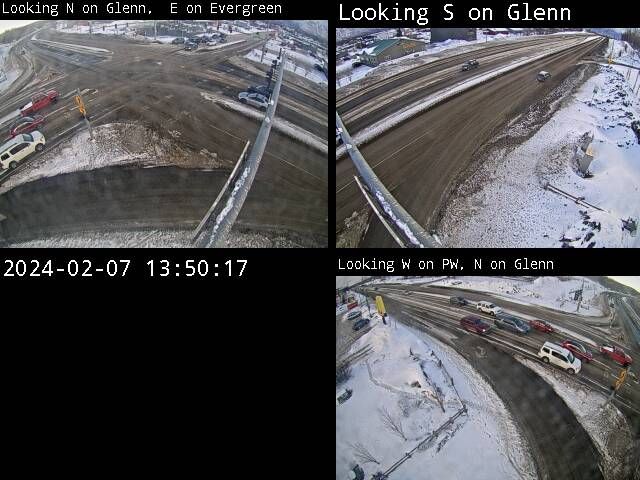 Looking N on Glenn,  E on Evergreen
Looking S on Glenn
2024-02-07 13:50:17
Looking W on PW, N on Glenn